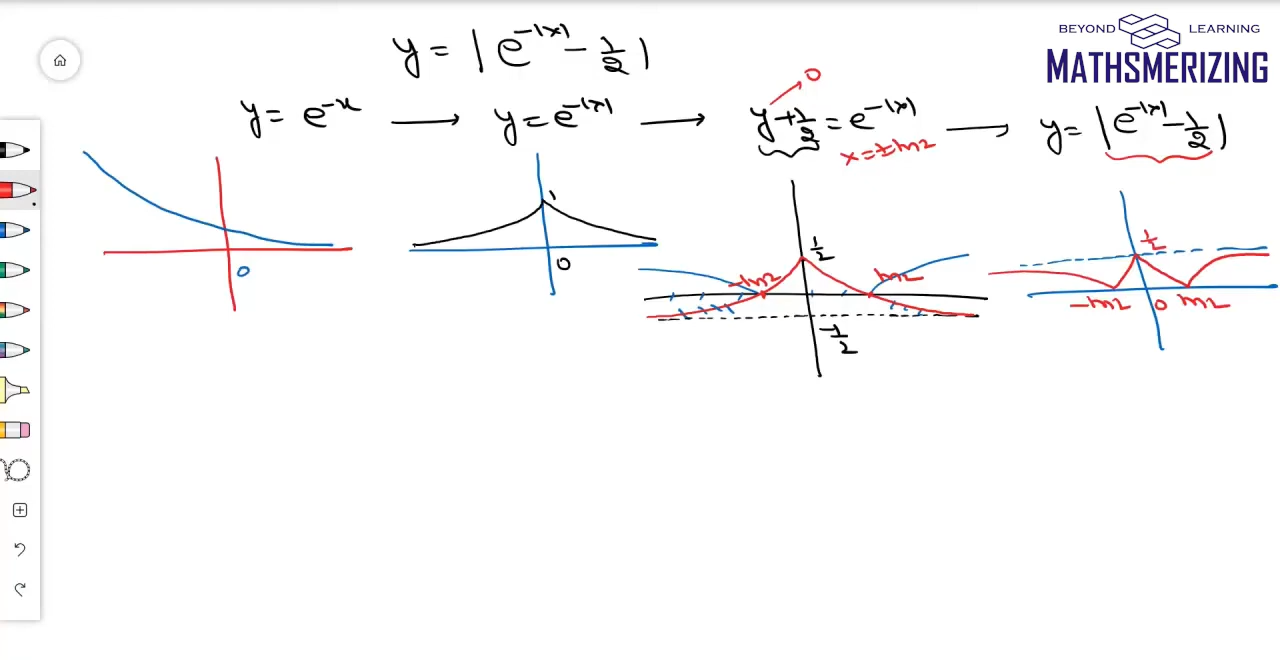 BEYOND LEARNING
MATHSMERIZING
y = |e^{-|x|} - 1/2|
y = e^{-x} → y = e^{-|x|} → y + 1/2 = e^{-|x|} → y = |e^{-|x|} - 1/2|
0
x = ± ln2
1
0
0
1/2
-ln2
ln2
-1/2
1/2
-ln2
0
ln2